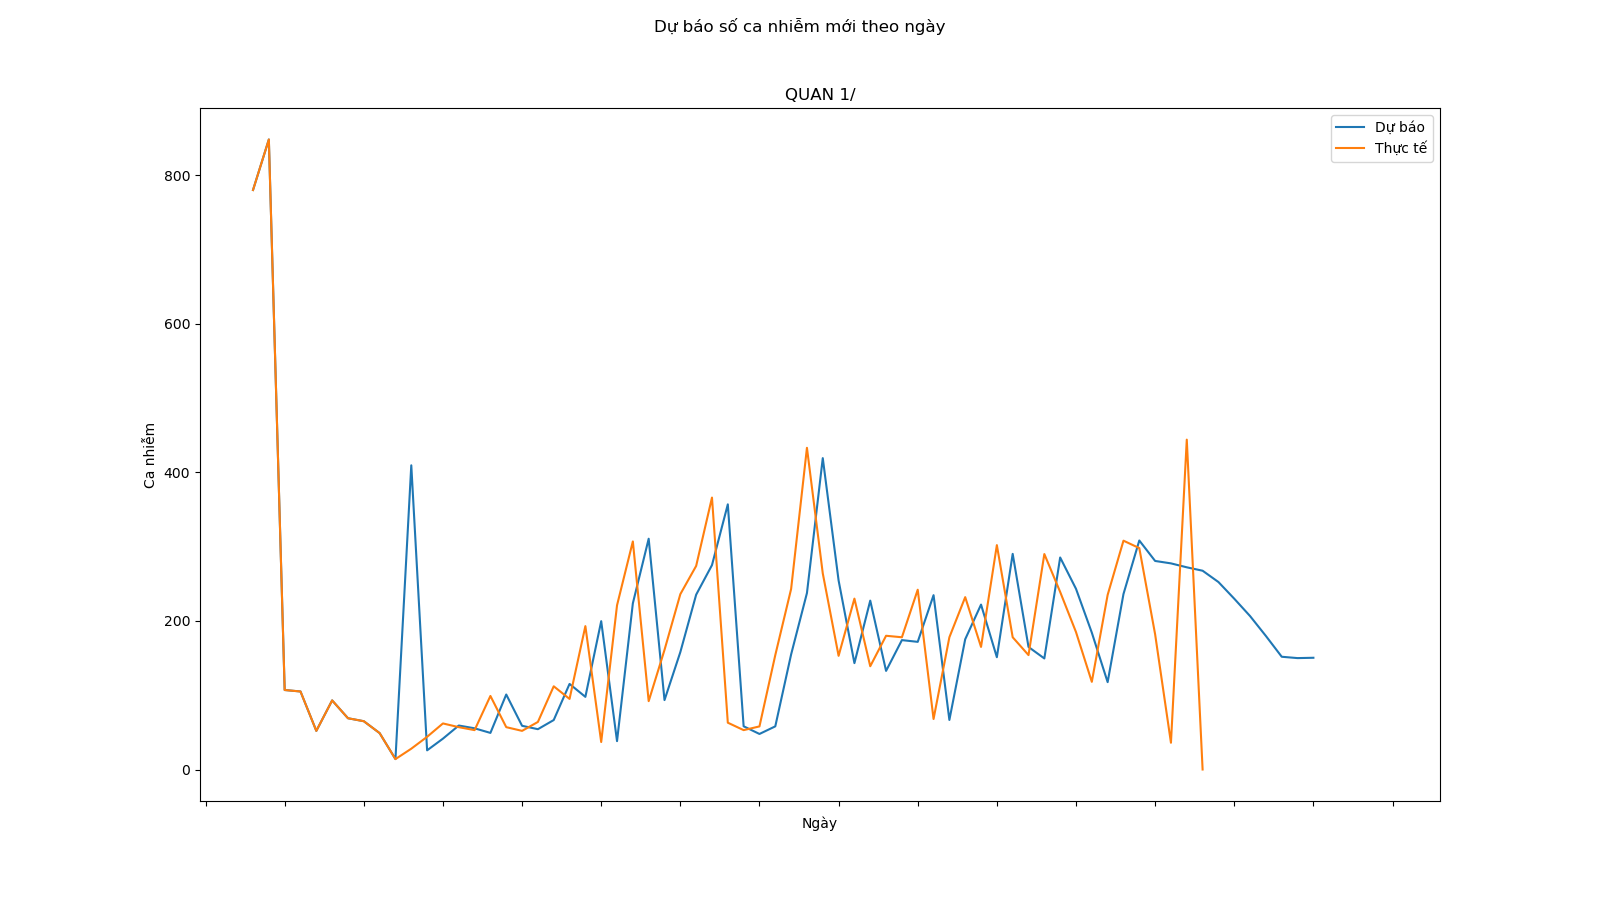 Dự báo số ca nhiễm mới theo ngày
QUAN 1/
Dự báo
Thực tế
800
600
400
200
0
Ca nhiễm
Ngày